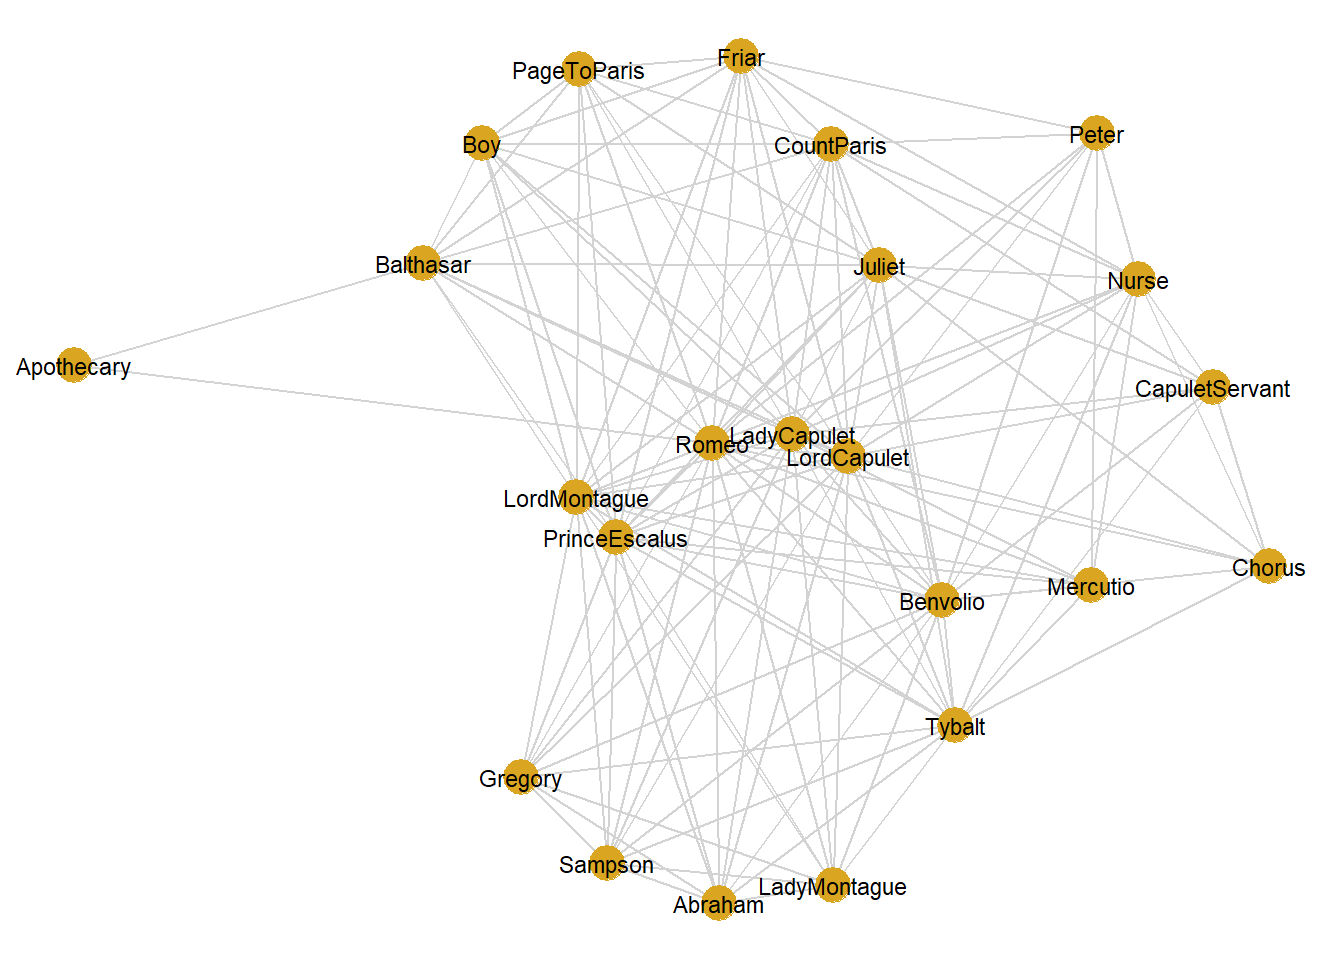 Friar
PageToParis
Peter
Boy
CountParis
Balthasar
Juliet
Nurse
Apothecary
CapuletServant
LadyCapulet
Romeo
LordCapulet
LordMontague
PrinceEscalus
Chorus
Mercutio
Benvolio
Tybalt
Gregory
Sampson
LadyMontague
Abraham